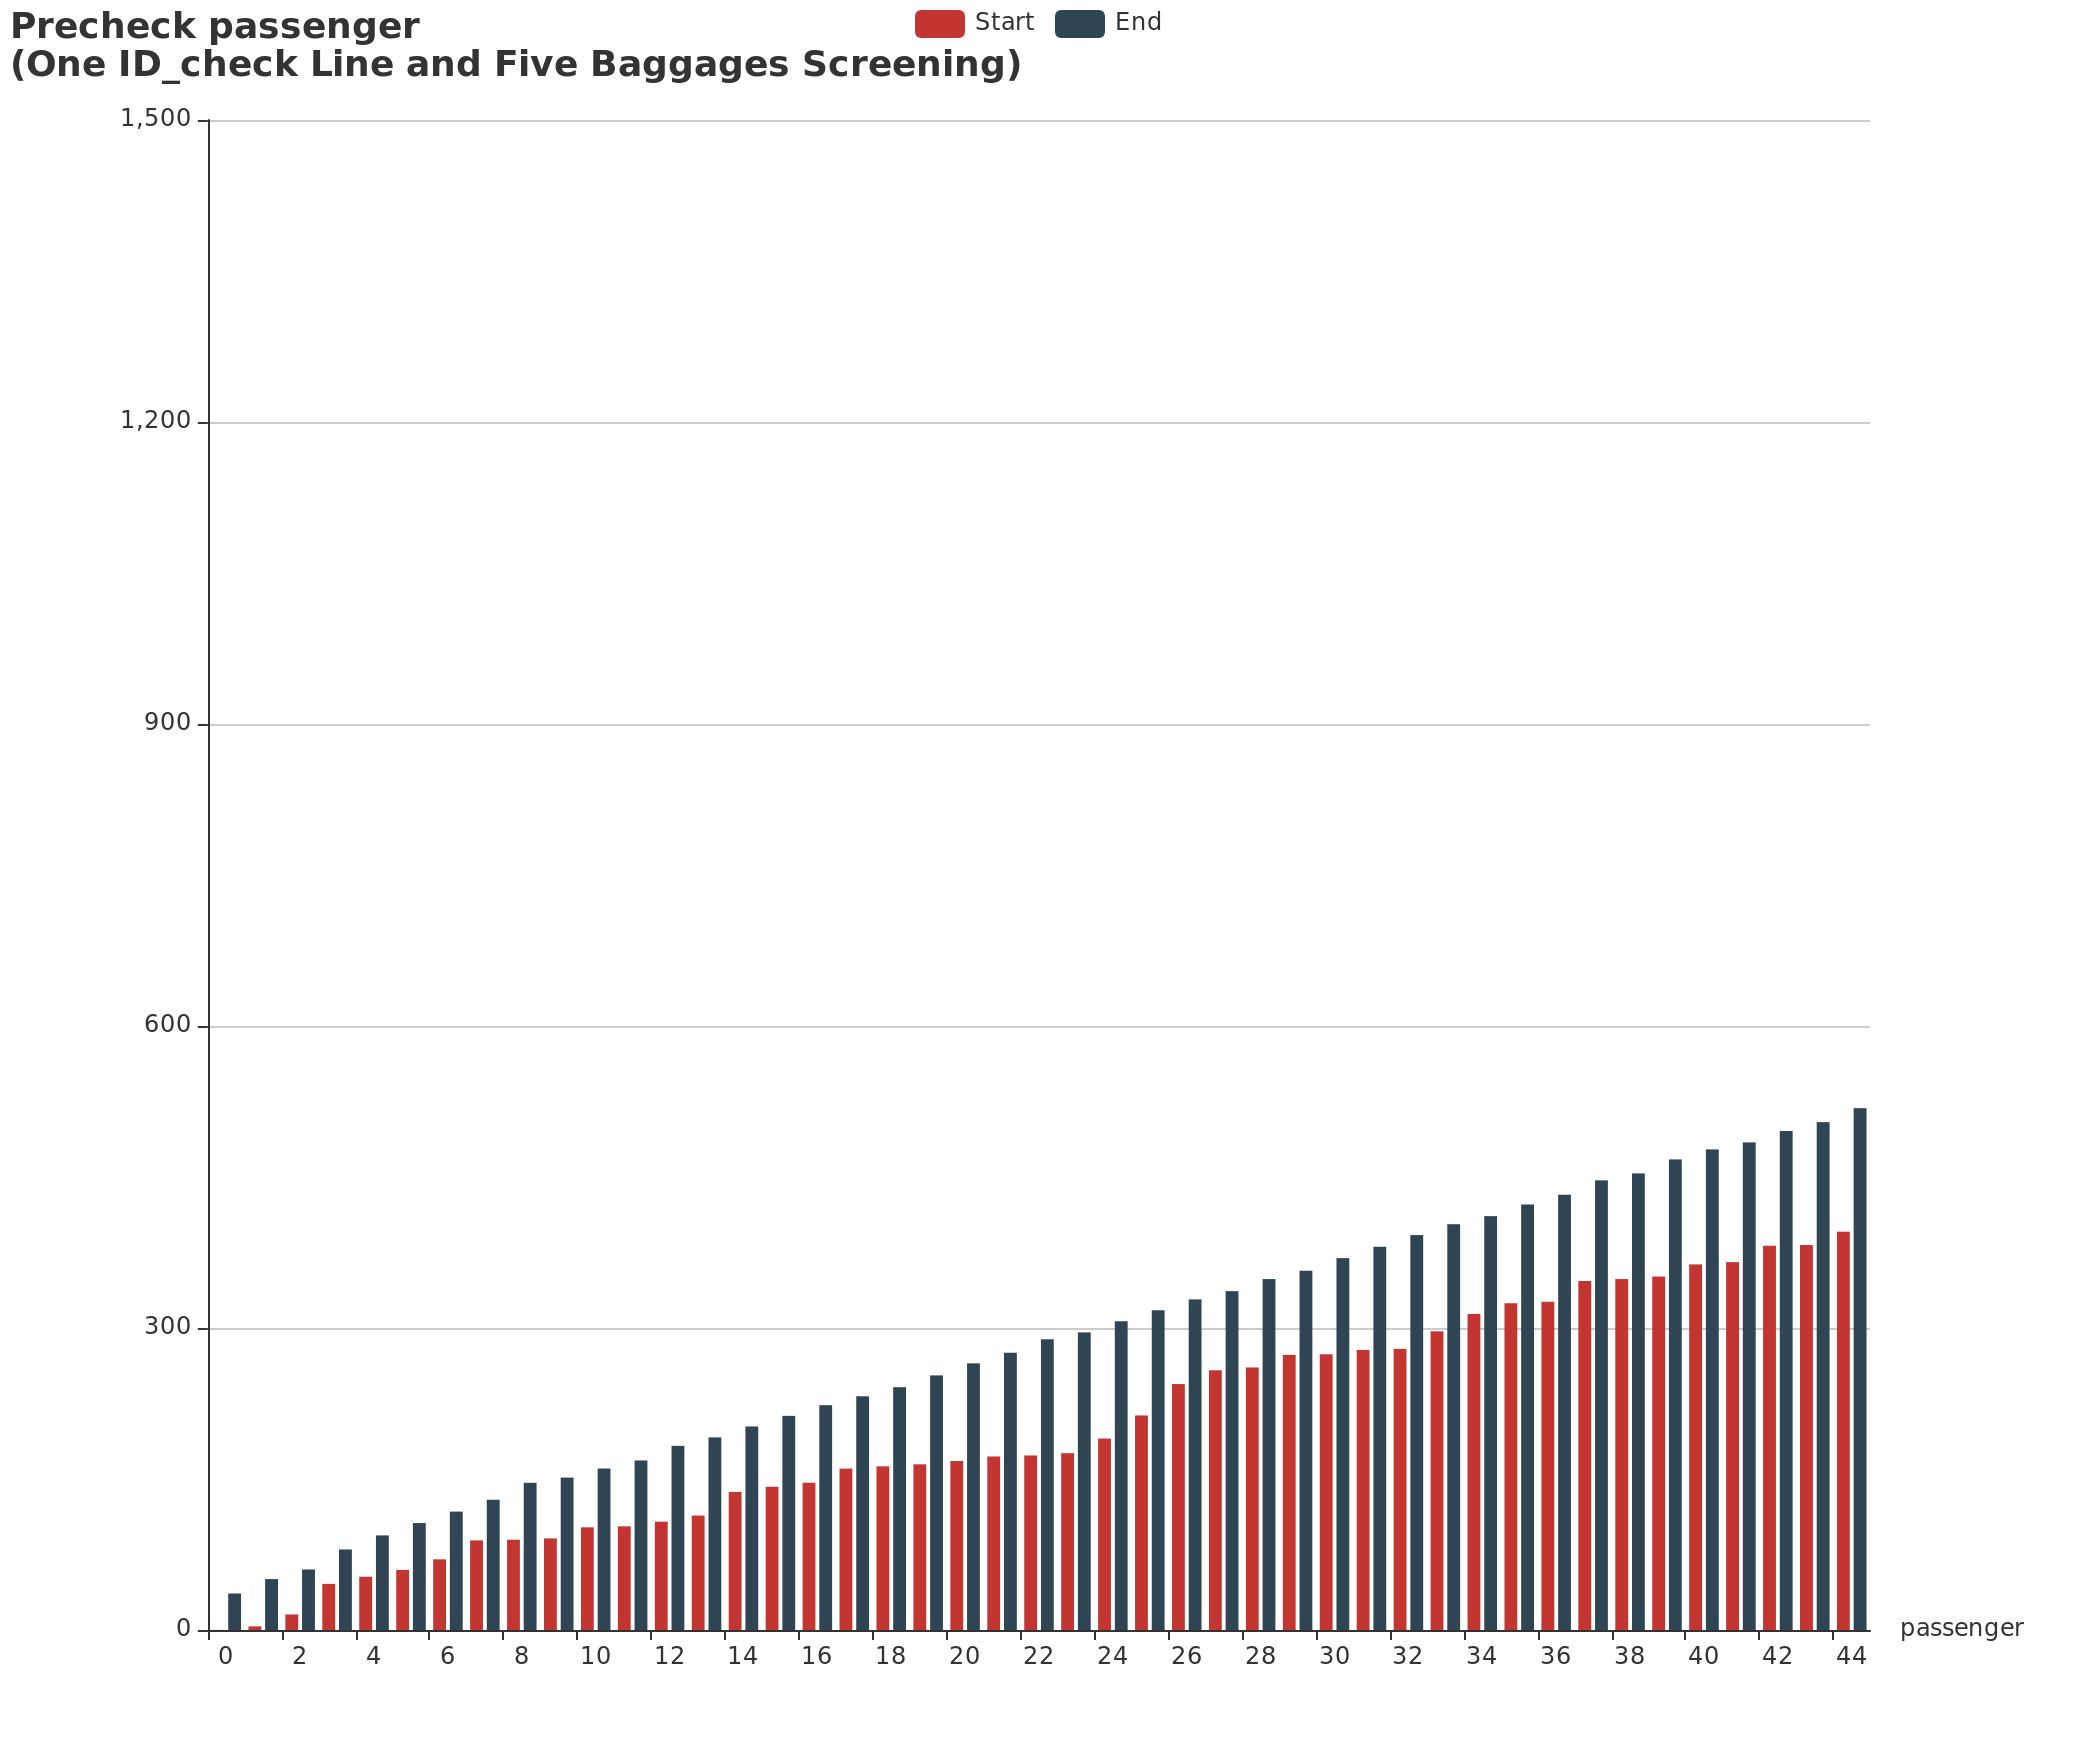 Precheck passenger
(One ID_check Line and Five Baggages Screening)
Start End
1,500
1,200
900
600
300
0
passenger
0 2 4 6 8 10 12 14 16 18 20 22 24 26 28 30 32 34 36 38 40 42 44